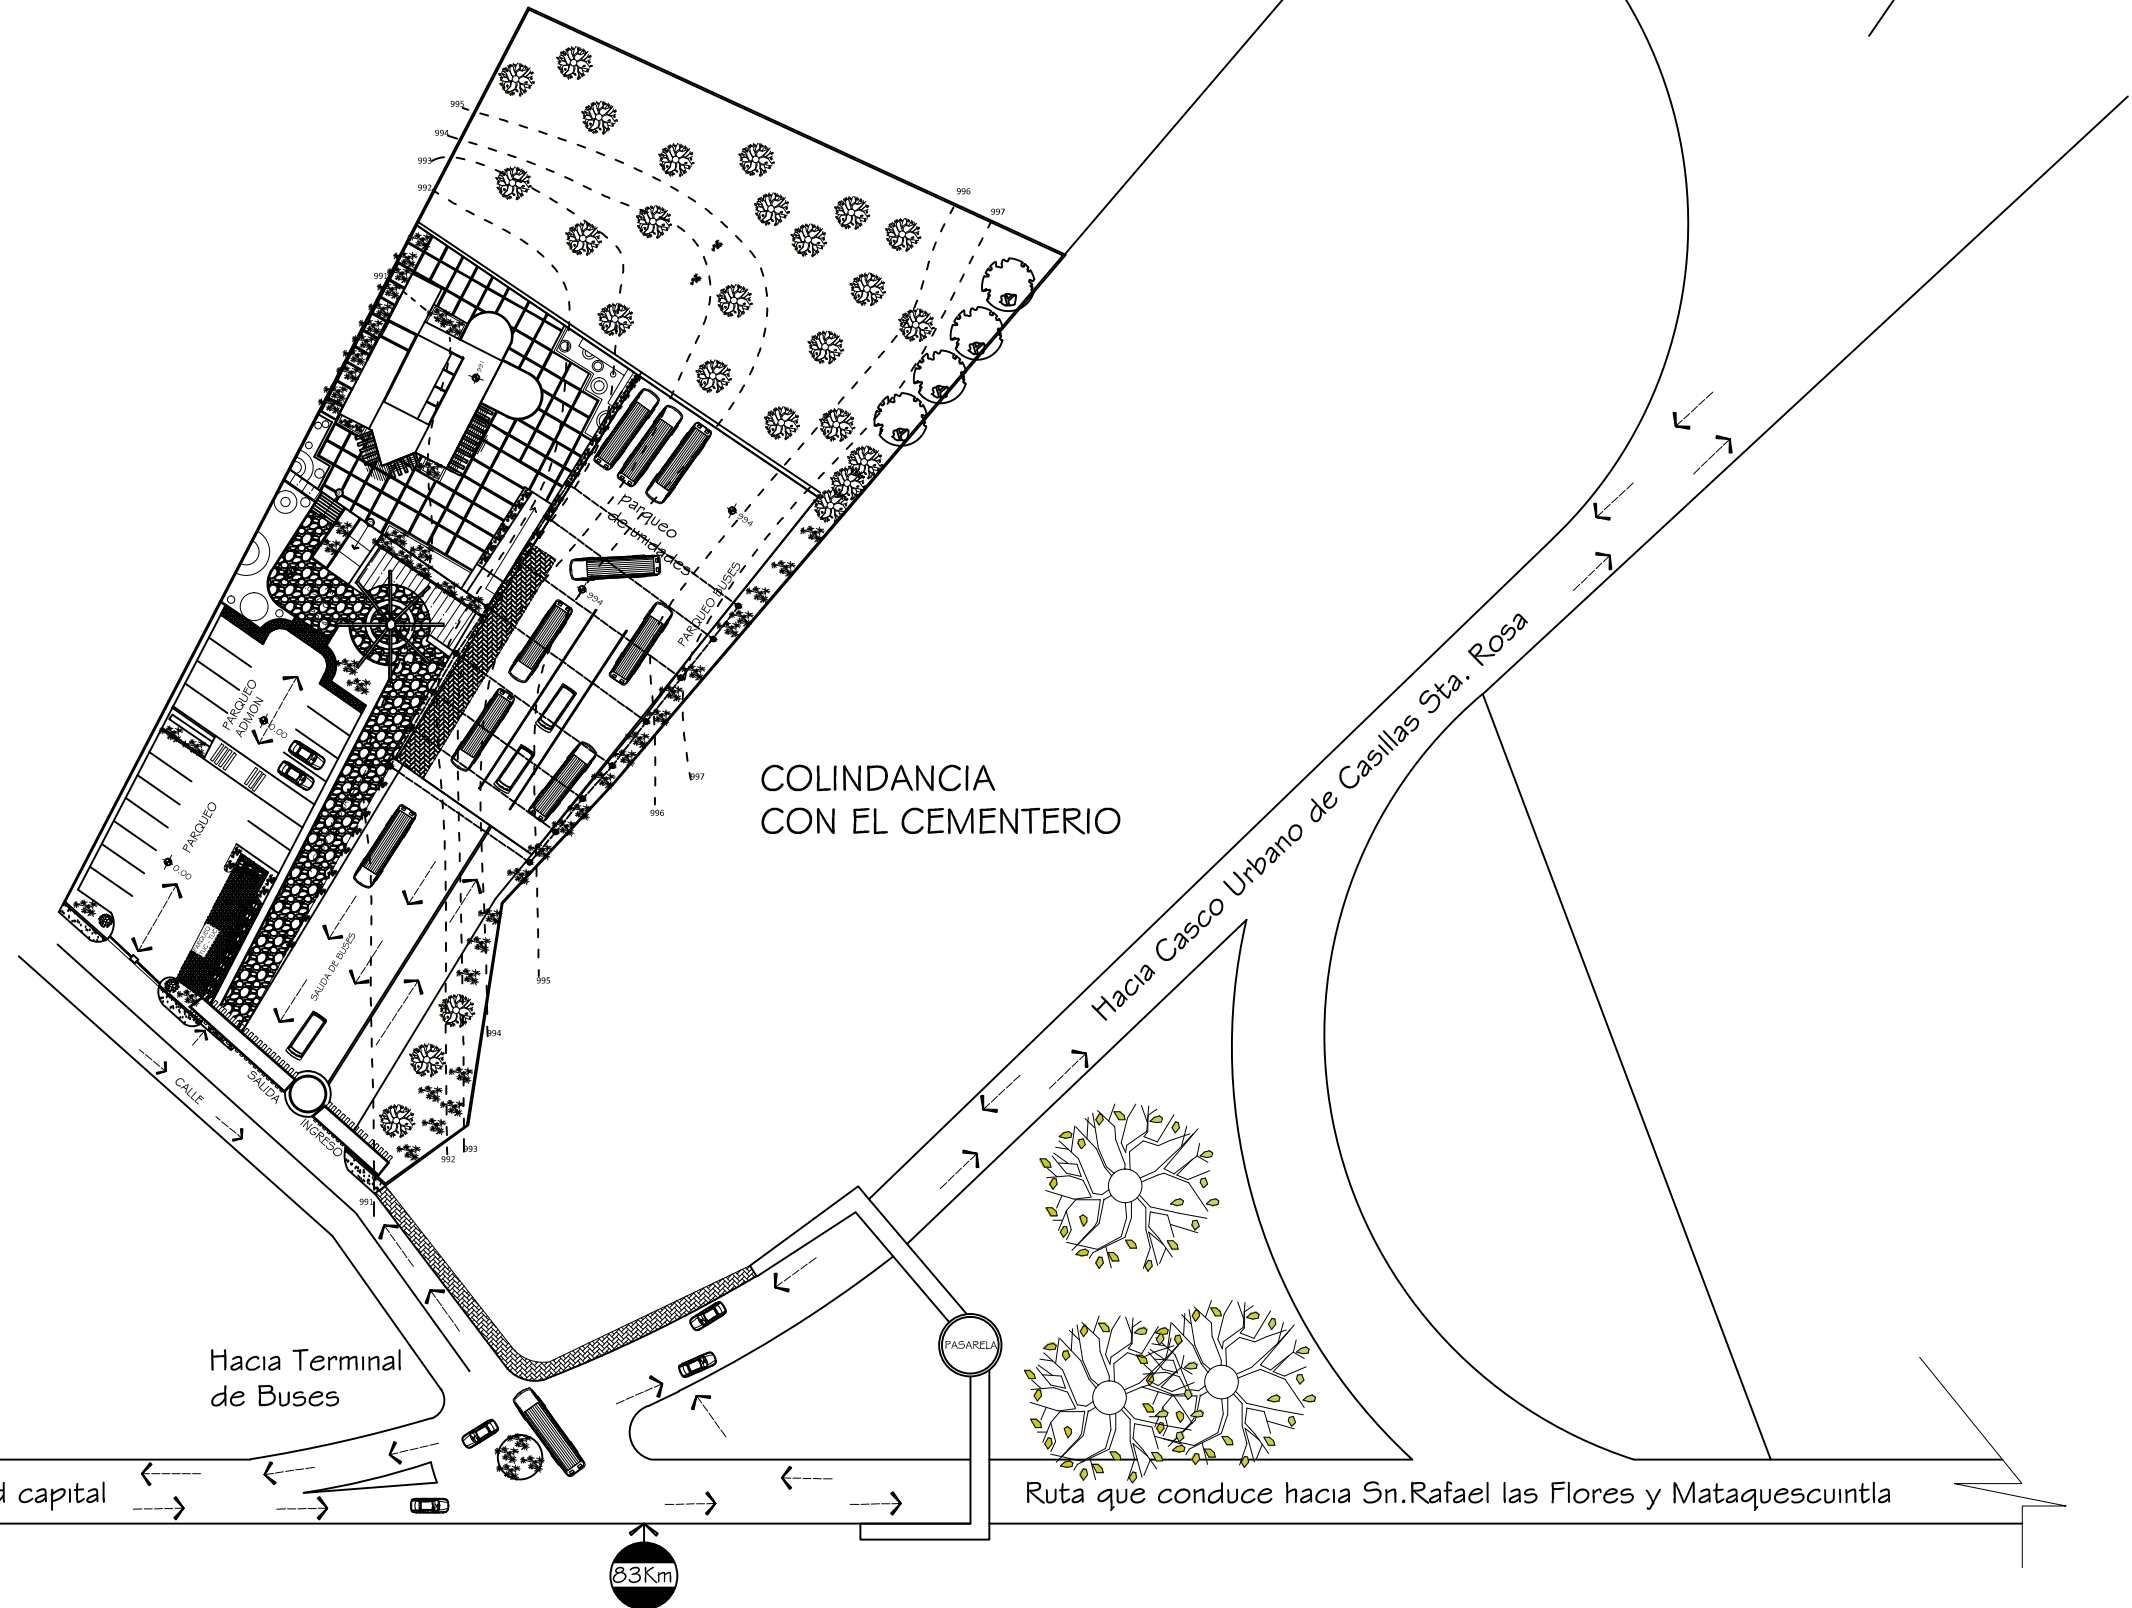 995
994
993
992
996
997
991
991
parqueo
de unidades
994
994
PARQUEO BUSES
PARQUEO
ADMON
0.00
997
996
COLINDANCIA
CON EL CEMENTERIO
PARQUEO
0.00
PARQUEO
SALIDA DE BUSES
995
994
Hacia Casco Urbano de Casillas Sta. Rosa
CALLE
SALIDA
INGRESO
992
993
991
PASARELA
Hacia Terminal
de Buses
d capital
Ruta que conduce hacia Sn.Rafael las Flores y Mataquescuintla
83Km